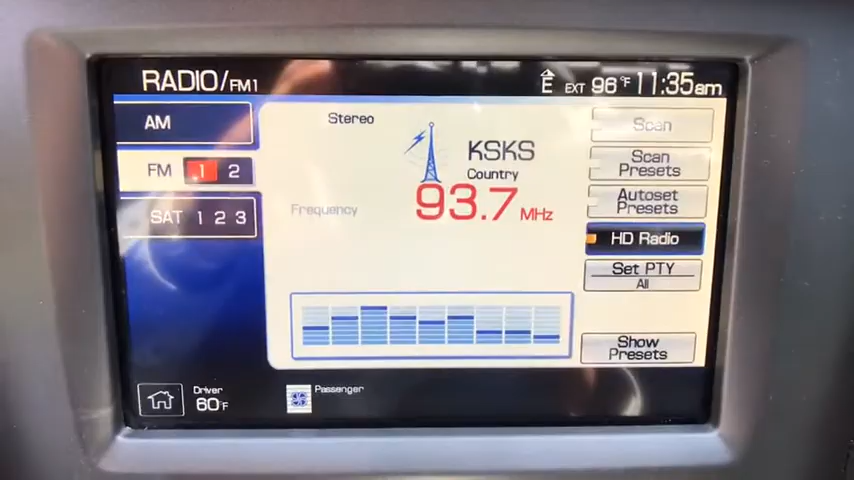 RADIO/FM1
E EXT 96°F 11:35am
AM
FM 1 2
SAT 1 2 3
Stereo
KSKS
Country
Frequency
93.7 MHz
Scan
Scan
Presets
Autoset
Presets
HD Radio
Set PTY
All
Show
Presets
Driver
60°F
Passenger